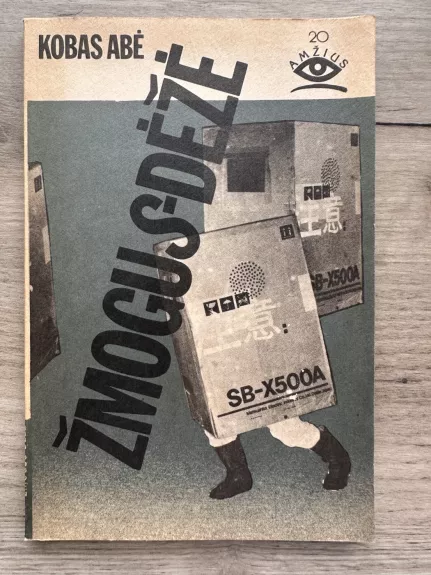 KOBAS ABĖ
20
AMŽIUS
ŽMOGUS-DĖŽĖ
注意
SB-X500A
注意
SB-X500A